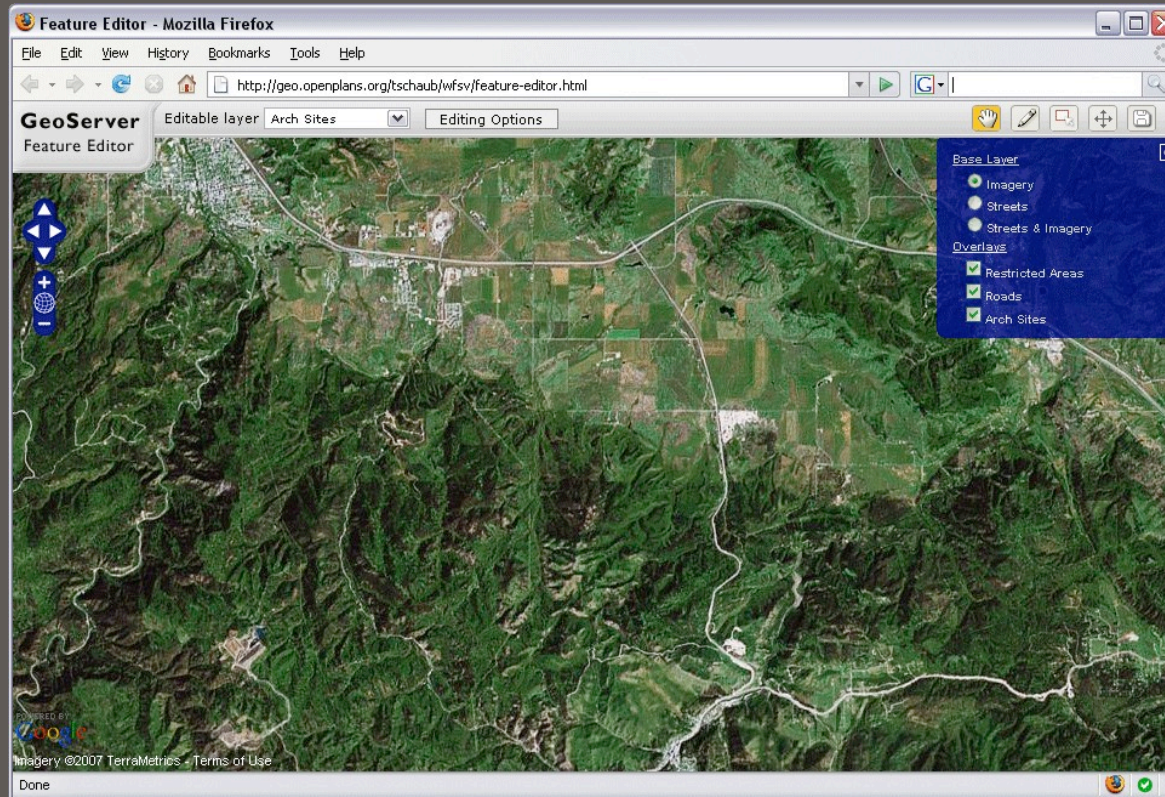 Feature Editor - Mozilla Firefox
File Edit View History Bookmarks Tools Help
http://geo.openplans.org/tschaub/wfsv/feature-editor.html
G
GeoServer
Feature Editor
Editable layer Arch Sites Editing Options
Base Layer
Imagery
Streets
Streets & Imagery
Overlays
Restricted Areas
Roads
Arch Sites
POWERED BY
Google
Imagery ©2007 TerraMetrics - Terms of Use
Done